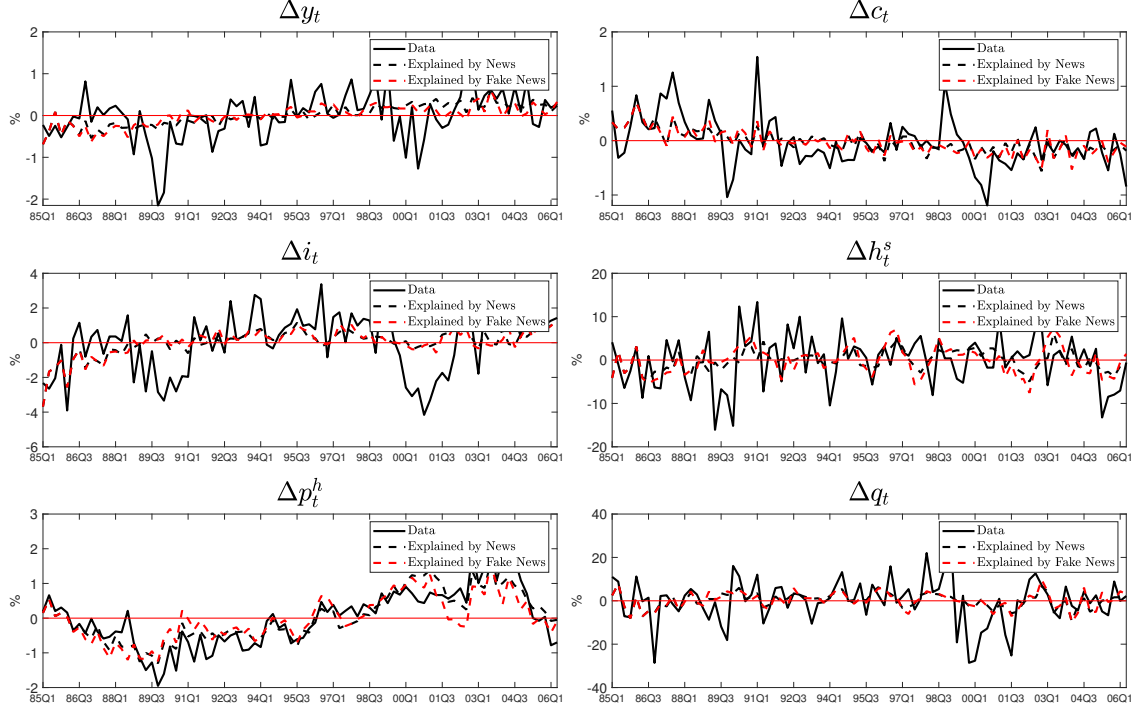 Δy_t
2
1
0
-1
-2
%
Data
Explained by News
Explained by Fake News
85Q1 86Q3 88Q1 89Q3 91Q1 92Q3 94Q1 95Q3 97Q1 98Q3 00Q1 01Q3 03Q1 04Q3 06Q1
Δc_t
2
1
0
-1
%
Data
Explained by News
Explained by Fake News
85Q1 86Q3 88Q1 89Q3 91Q1 92Q3 94Q1 95Q3 97Q1 98Q3 00Q1 01Q3 03Q1 04Q3 06Q1
Δi_t
4
2
0
-2
-4
-6
%
Data
Explained by News
Explained by Fake News
85Q1 86Q3 88Q1 89Q3 91Q1 92Q3 94Q1 95Q3 97Q1 98Q3 00Q1 01Q3 03Q1 04Q3 06Q1
Δh_t^s
20
10
0
-10
-20
%
Data
Explained by News
Explained by Fake News
85Q1 86Q3 88Q1 89Q3 91Q1 92Q3 94Q1 95Q3 97Q1 98Q3 00Q1 01Q3 03Q1 04Q3 06Q1
Δp_t^h
3
2
1
0
-1
-2
%
Data
Explained by News
Explained by Fake News
85Q1 86Q3 88Q1 89Q3 91Q1 92Q3 94Q1 95Q3 97Q1 98Q3 00Q1 01Q3 03Q1 04Q3 06Q1
Δq_t
40
20
0
-20
-40
%
Data
Explained by News
Explained by Fake News
85Q1 86Q3 88Q1 89Q3 91Q1 92Q3 94Q1 95Q3 97Q1 98Q3 00Q1 01Q3 03Q1 04Q3 06Q1